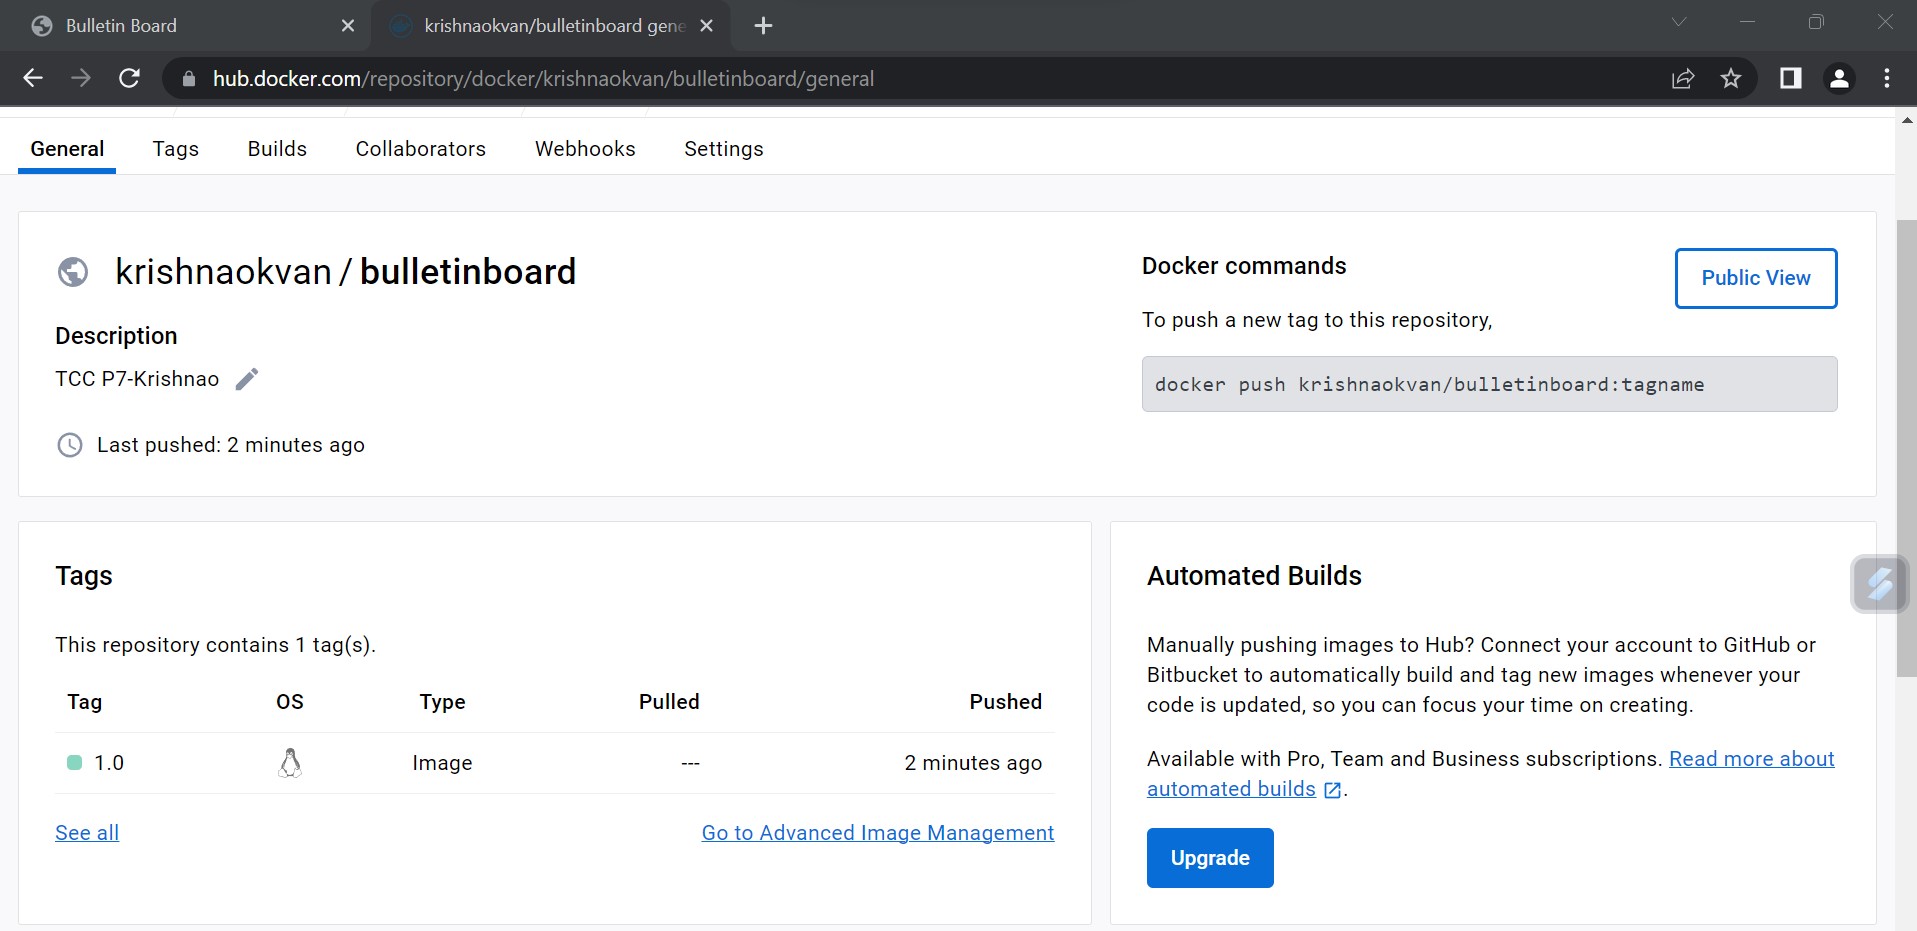 Bulletin Board
krishnaokvan/bulletinboard gene
hub.docker.com/repository/docker/krishnaokvan/bulletinboard/general
General Tags Builds Collaborators Webhooks Settings
krishnaokvan / bulletinboard
Description
TCC P7-Krishnao
Last pushed: 2 minutes ago
Docker commands
Public View
To push a new tag to this repository,
docker push krishnaokvan/bulletinboard:tagname
Tags
This repository contains 1 tag(s).
Tag OS Type Pulled Pushed
1.0 Image --- 2 minutes ago
See all
Go to Advanced Image Management
Automated Builds
Manually pushing images to Hub? Connect your account to GitHub or
Bitbucket to automatically build and tag new images whenever your
code is updated, so you can focus your time on creating.
Available with Pro, Team and Business subscriptions. Read more about
automated builds .
Upgrade